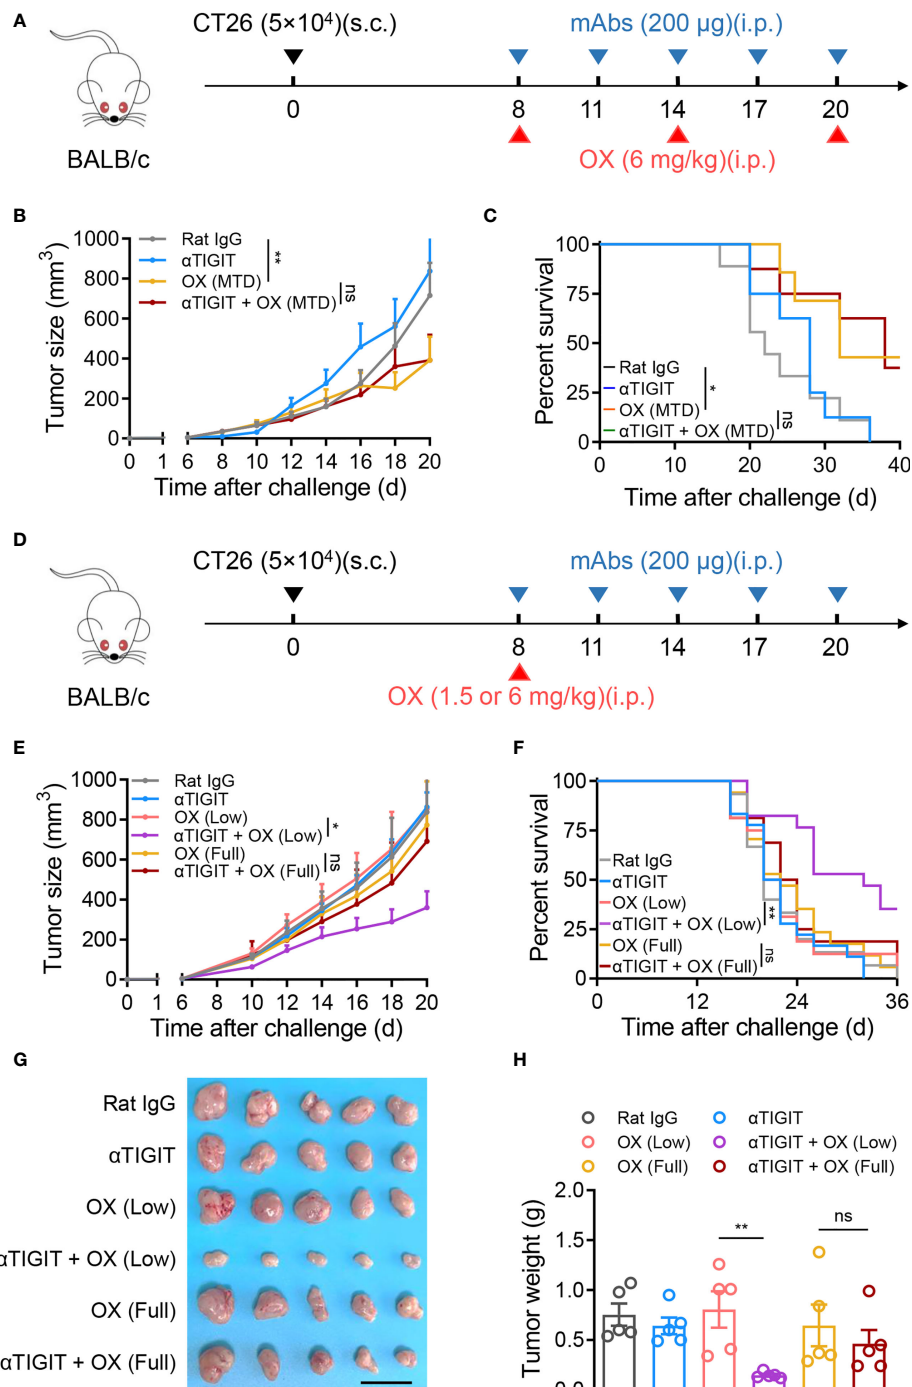 A
CT26 (5×10⁴)(s.c.)
mAbs (200 µg)(i.p.)
0
8
11
14
17
20
BALB/c
OX (6 mg/kg)(i.p.)
B
Tumor size (mm³)
1000
800
600
400
200
0
Rat IgG
αTIGIT
OX (MTD)
αTIGIT + OX (MTD)
**
ns
0 1 6 8 10 12 14 16 18 20
Time after challenge (d)
C
Percent survival
100
75
50
25
0
Rat IgG
αTIGIT
OX (MTD)
αTIGIT + OX (MTD)
*
ns
0 10 20 30 40
Time after challenge (d)
D
CT26 (5×10⁴)(s.c.)
mAbs (200 µg)(i.p.)
0
8
11
14
17
20
BALB/c
OX (1.5 or 6 mg/kg)(i.p.)
E
Tumor size (mm³)
1000
800
600
400
200
0
Rat IgG
αTIGIT
OX (Low)
αTIGIT + OX (Low)
OX (Full)
αTIGIT + OX (Full)
*
ns
0 1 6 8 10 12 14 16 18 20
Time after challenge (d)
F
Percent survival
100
75
50
25
0
Rat IgG
αTIGIT
OX (Low)
αTIGIT + OX (Low)
OX (Full)
αTIGIT + OX (Full)
**
ns
0 12 24 36
Time after challenge (d)
G
Rat IgG
αTIGIT
OX (Low)
αTIGIT + OX (Low)
OX (Full)
αTIGIT + OX (Full)
H
Rat IgG
αTIGIT
OX (Low)
αTIGIT + OX (Low)
OX (Full)
αTIGIT + OX (Full)
Tumor weight (g)
2.0
1.5
1.0
0.5
0.0
**
ns